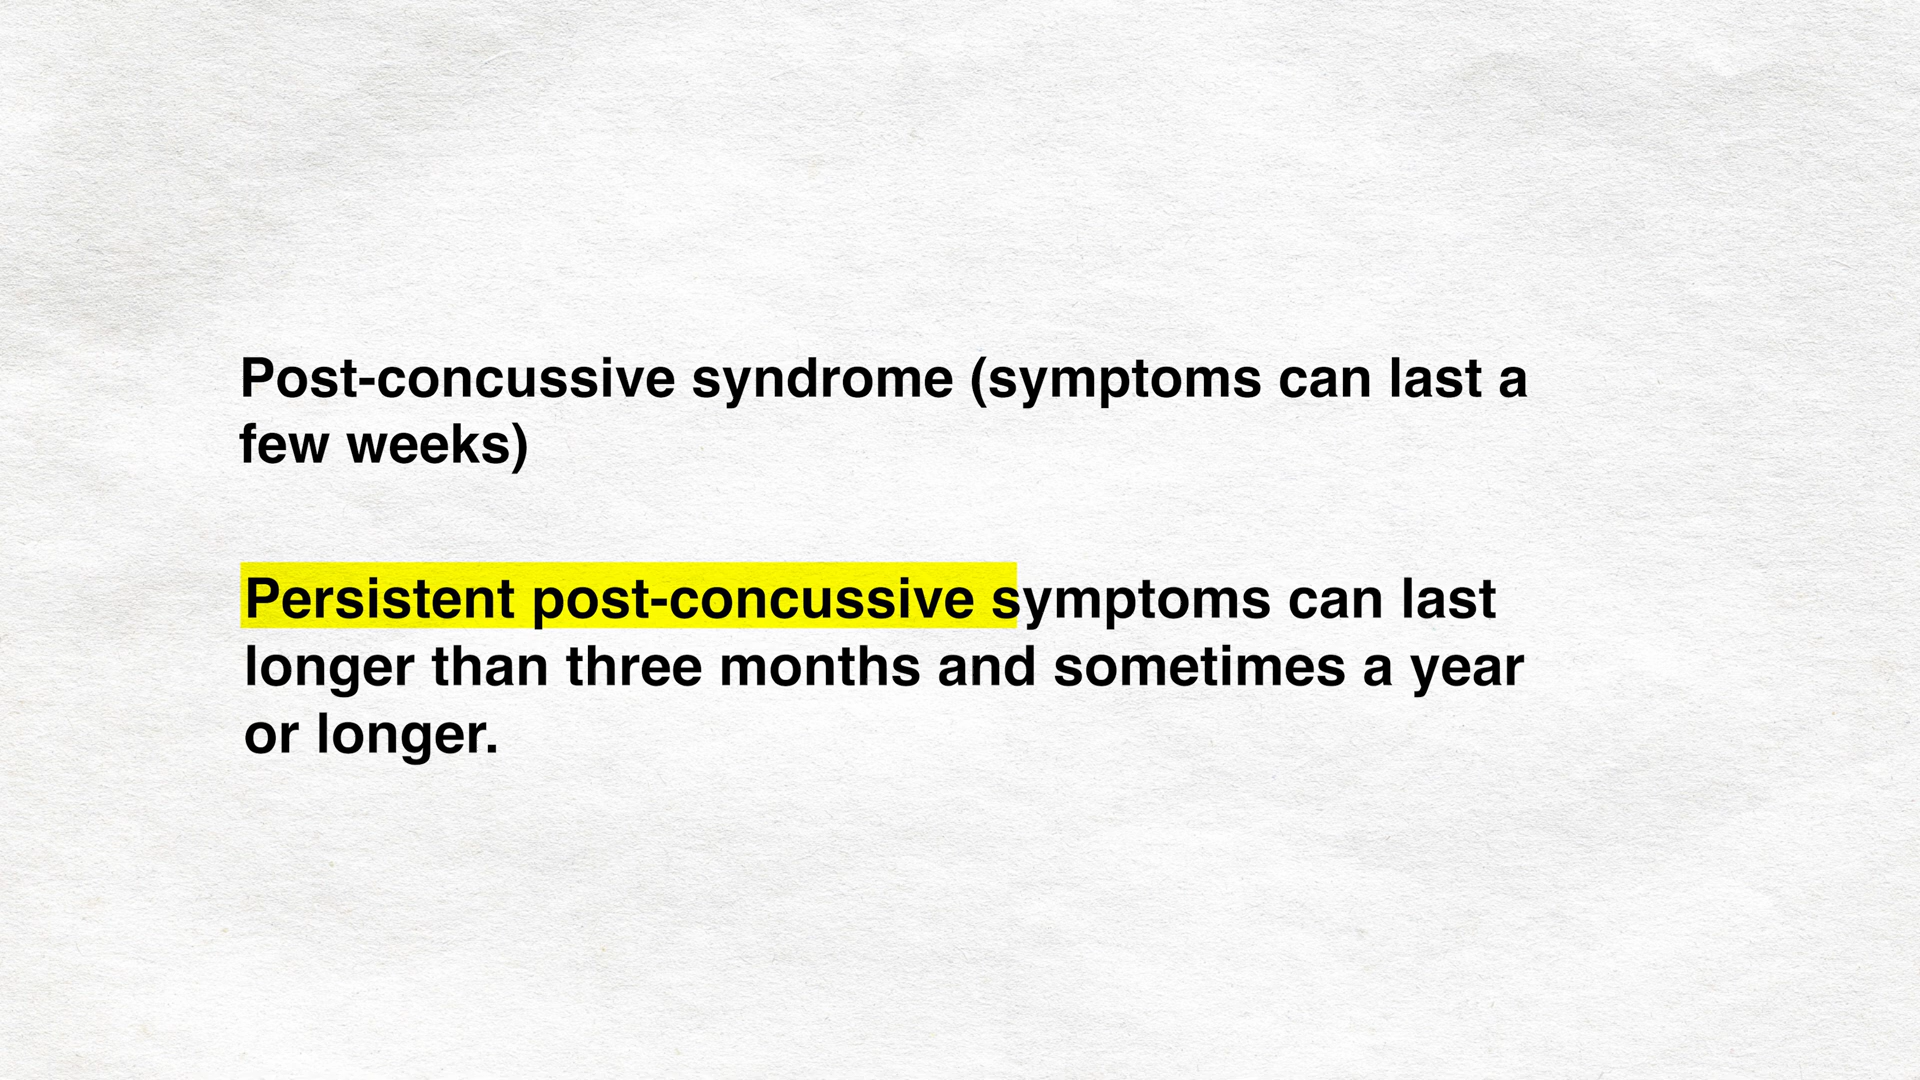 Post-concussive syndrome (symptoms can last a
few weeks)
Persistent post-concussive symptoms can last
longer than three months and sometimes a year
or longer.